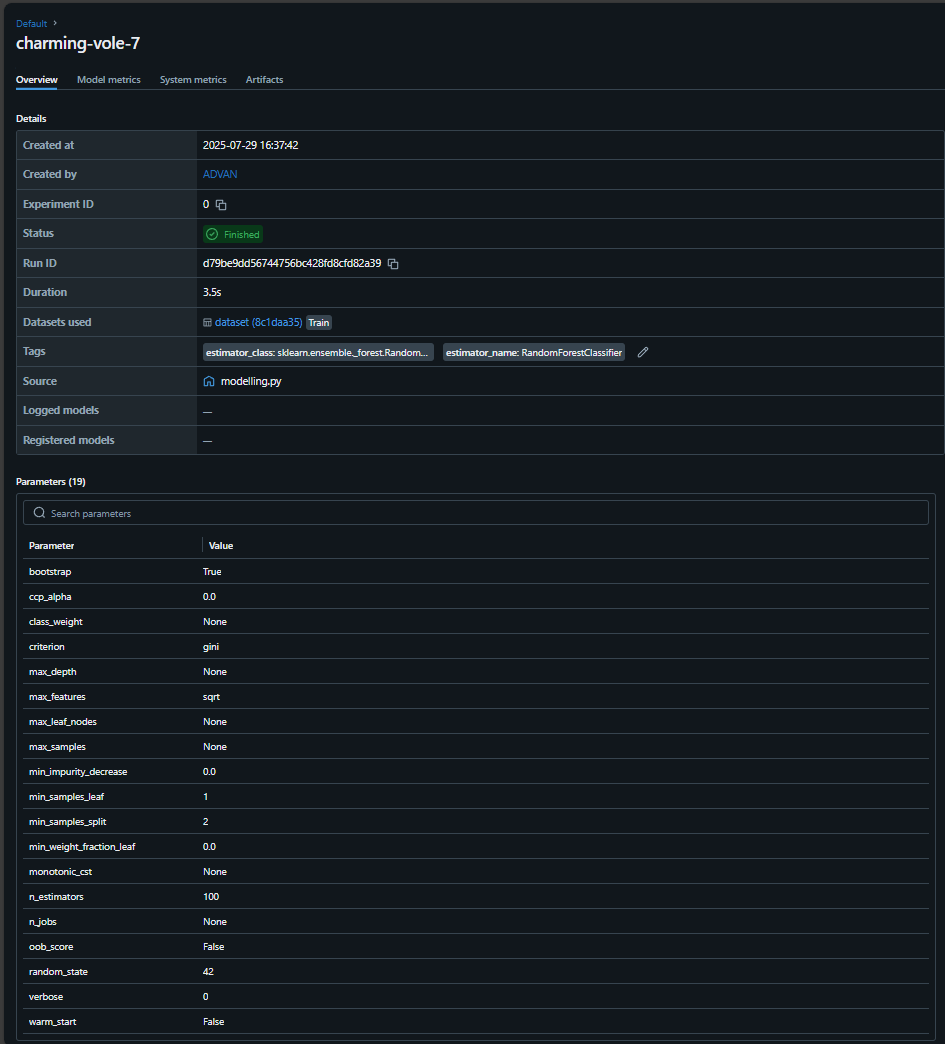 Default ›
charming-vole-7
Overview Model metrics System metrics Artifacts
Details
Created at 2025-07-29 16:37:42
Created by ADVAN
Experiment ID 0
Status Finished
Run ID d79be9dd56744756bc428fd8cfd82a39
Duration 3.5s
Datasets used dataset (8c1daa35) Train
Tags estimator_class: sklearn.ensemble._forest.Random... estimator_name: RandomForestClassifier
Source modelling.py
Logged models —
Registered models —
Parameters (19)
Search parameters
Parameter Value
bootstrap True
ccp_alpha 0.0
class_weight None
criterion gini
max_depth None
max_features sqrt
max_leaf_nodes None
max_samples None
min_impurity_decrease 0.0
min_samples_leaf 1
min_samples_split 2
min_weight_fraction_leaf 0.0
monotonic_cst None
n_estimators 100
n_jobs None
oob_score False
random_state 42
verbose 0
warm_start False